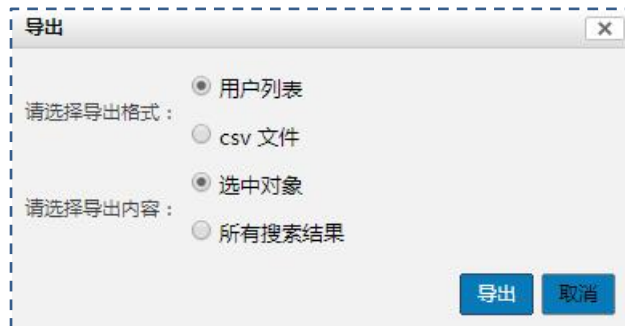 导出
请选择导出格式：
用户列表
csv 文件
请选择导出内容：
选中对象
所有搜索结果
导出 取消